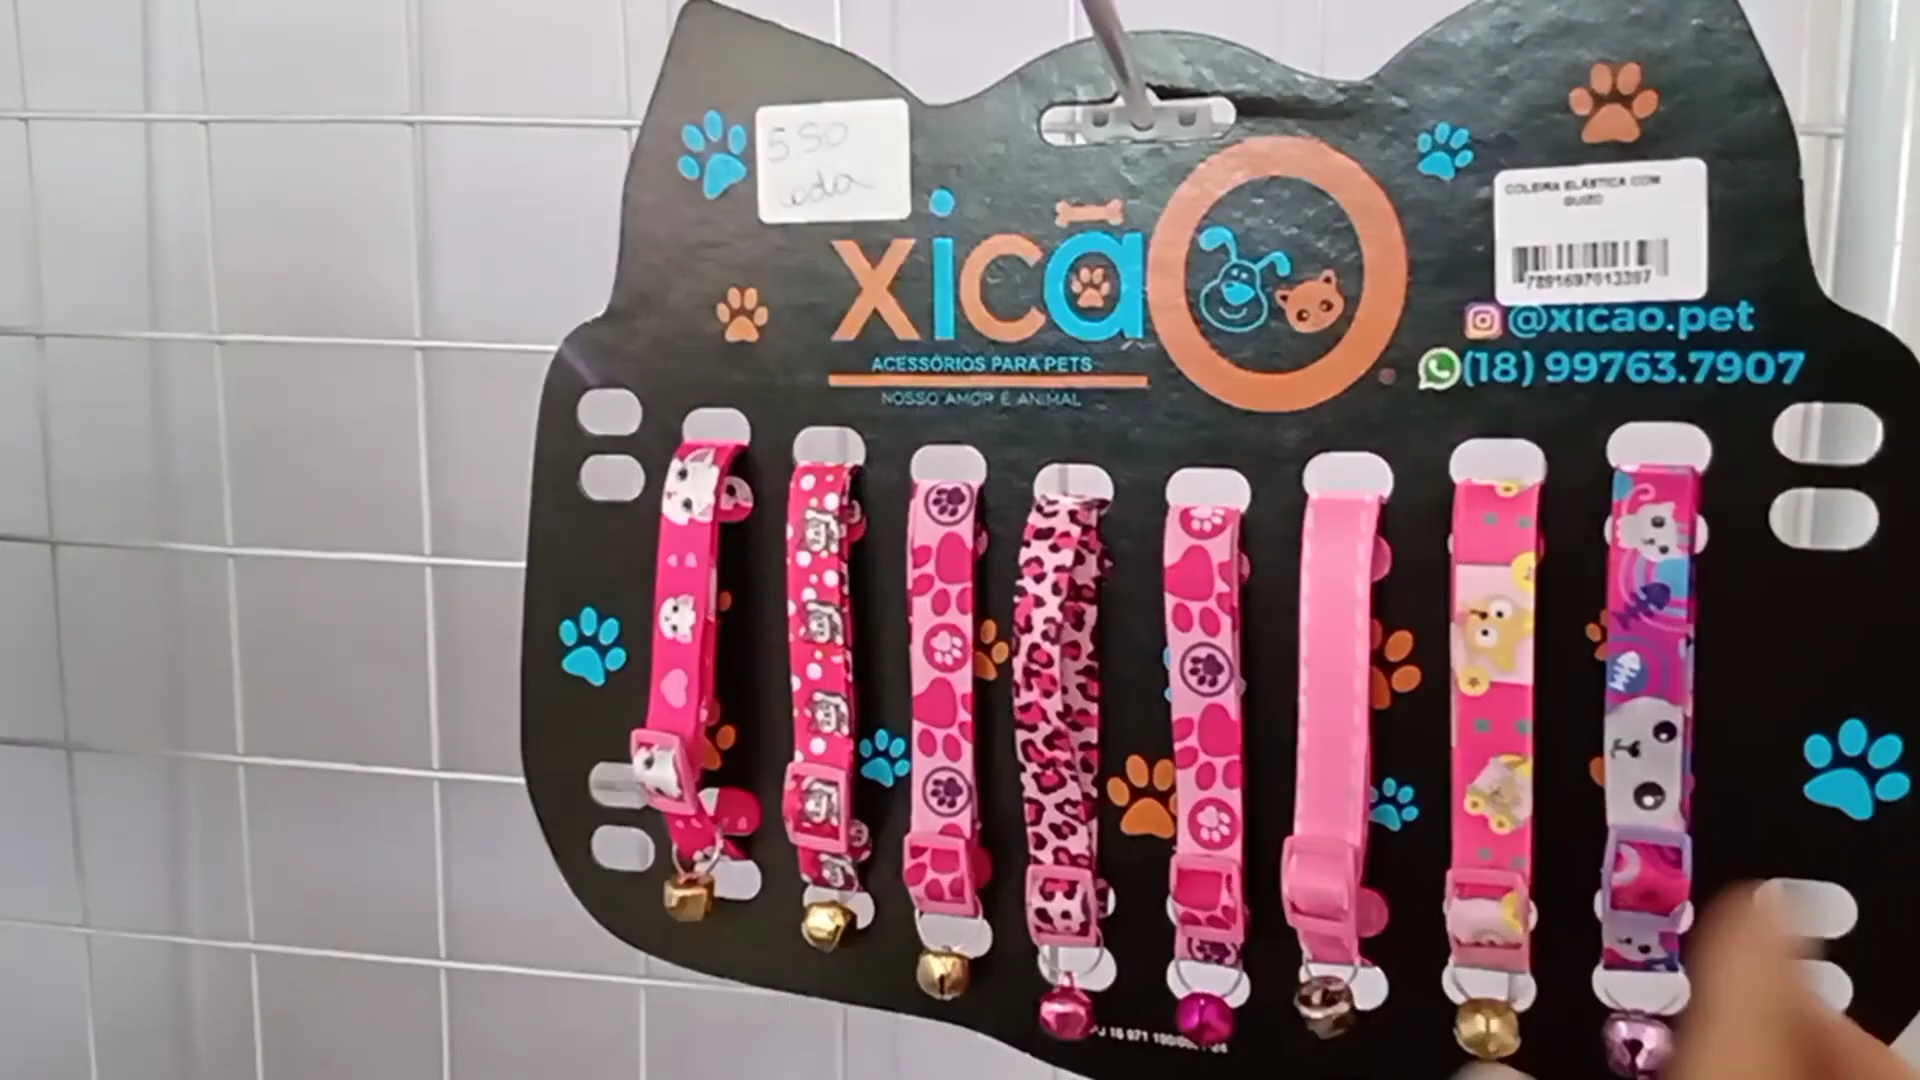 5.50
cada
xicão
ACESSÓRIOS PARA PETS
NOSSO AMOR É ANIMAL
COLEIRA ELÁSTICA COM
GUIZO
7891697013397
@xicao.pet
(18) 99763.7907